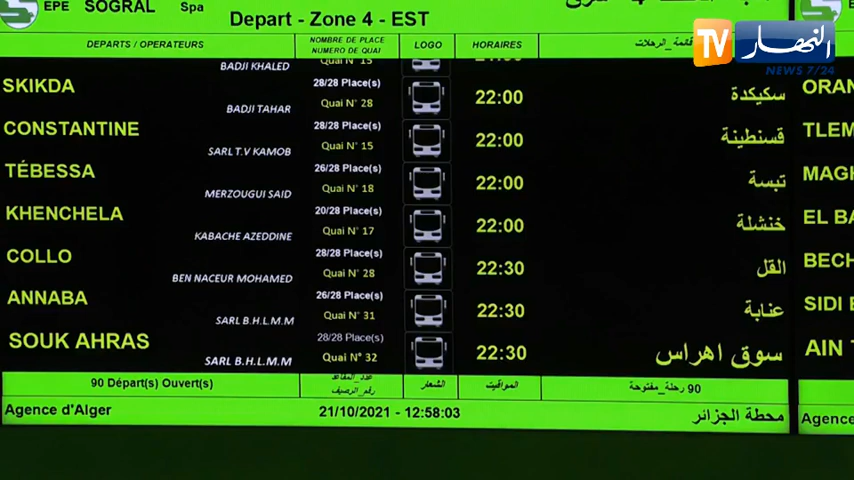 EPE SOGRAL Spa
Depart - Zone 4 - EST
TV النهار
NEWS 7/24
DEPARTS / OPERATEURS
NOMBRE DE PLACE
NUMERO DE QUAI
LOGO
HORAIRES
قائمة_الرحلات
BADJI KHALED
Quai N° 15
SKIKDA
28/28 Place(s)
22:00
سكيكدة
BADJI TAHAR
Quai N° 28
CONSTANTINE
28/28 Place(s)
22:00
قسنطينة
SARL T.V KAMOB
Quai N° 15
TÉBESSA
26/28 Place(s)
22:00
تبسة
MERZOUGUI SAID
Quai N° 18
KHENCHELA
20/28 Place(s)
22:00
خنشلة
KABACHE AZEDDINE
Quai N° 17
COLLO
28/28 Place(s)
22:30
القل
BEN NACEUR MOHAMED
Quai N° 28
ANNABA
26/28 Place(s)
22:30
عنابة
SARL B.H.L.M.M
Quai N° 31
SOUK AHRAS
28/28 Place(s)
22:30
سوق اهراس
SARL B.H.L.M.M
Quai N° 32
90 Départ(s) Ouvert(s)
عدد_المقاعد
رقم_الرصيف
الشعار
المواقيت
90 رحلة_مفتوحة
Agence d'Alger
21/10/2021 - 12:58:03
محطة الجزائر
ORAN
TLEM
MAGH
EL BA
BECH
SIDI
AIN
Agence